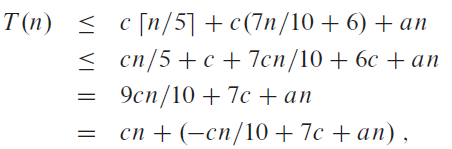 T(n) ≤ c ⌈n/5⌉ + c(7n/10 + 6) + an
≤ cn/5 + c + 7cn/10 + 6c + an
= 9cn/10 + 7c + an
= cn + (−cn/10 + 7c + an) ,